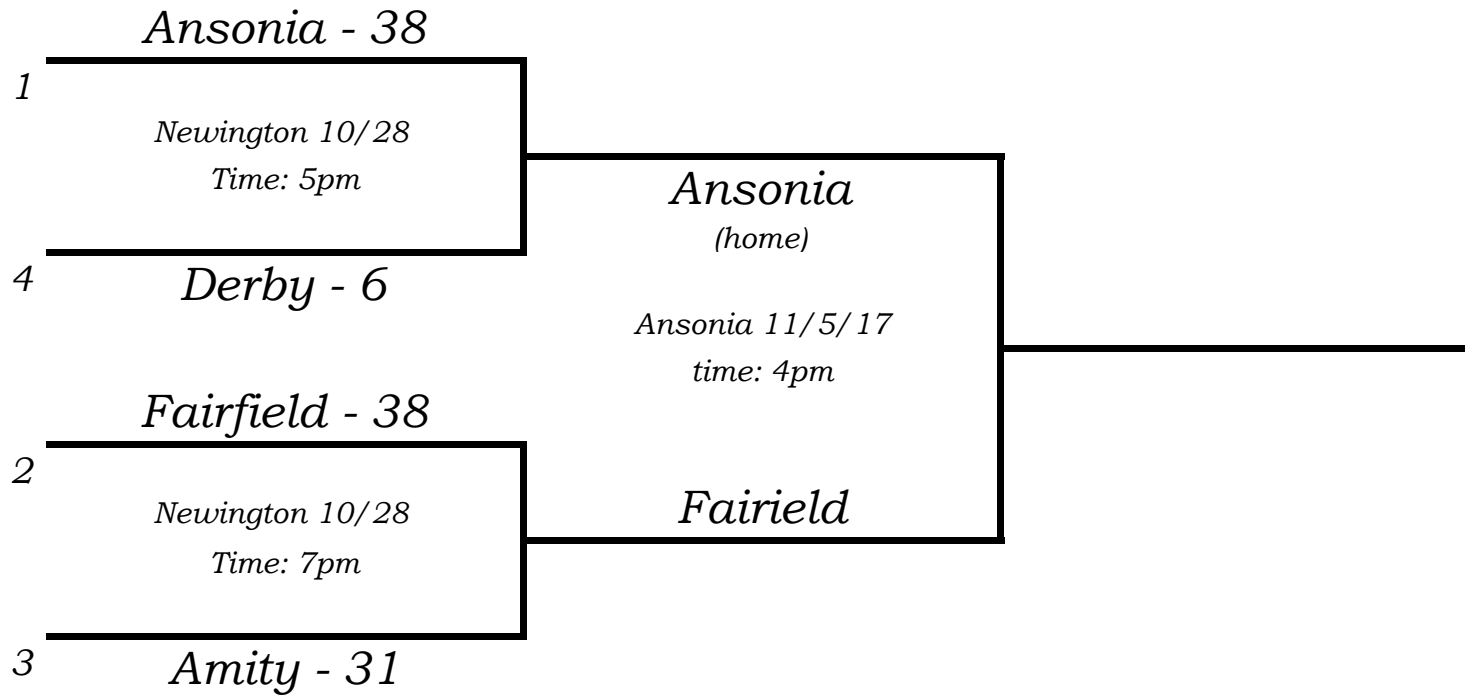 Ansonia - 38
1
Newington 10/28
Time: 5pm
4
Derby - 6
Ansonia
(home)
Ansonia 11/5/17
time: 4pm
Fairfield - 38
2
Newington 10/28
Time: 7pm
Fairield
3
Amity - 31